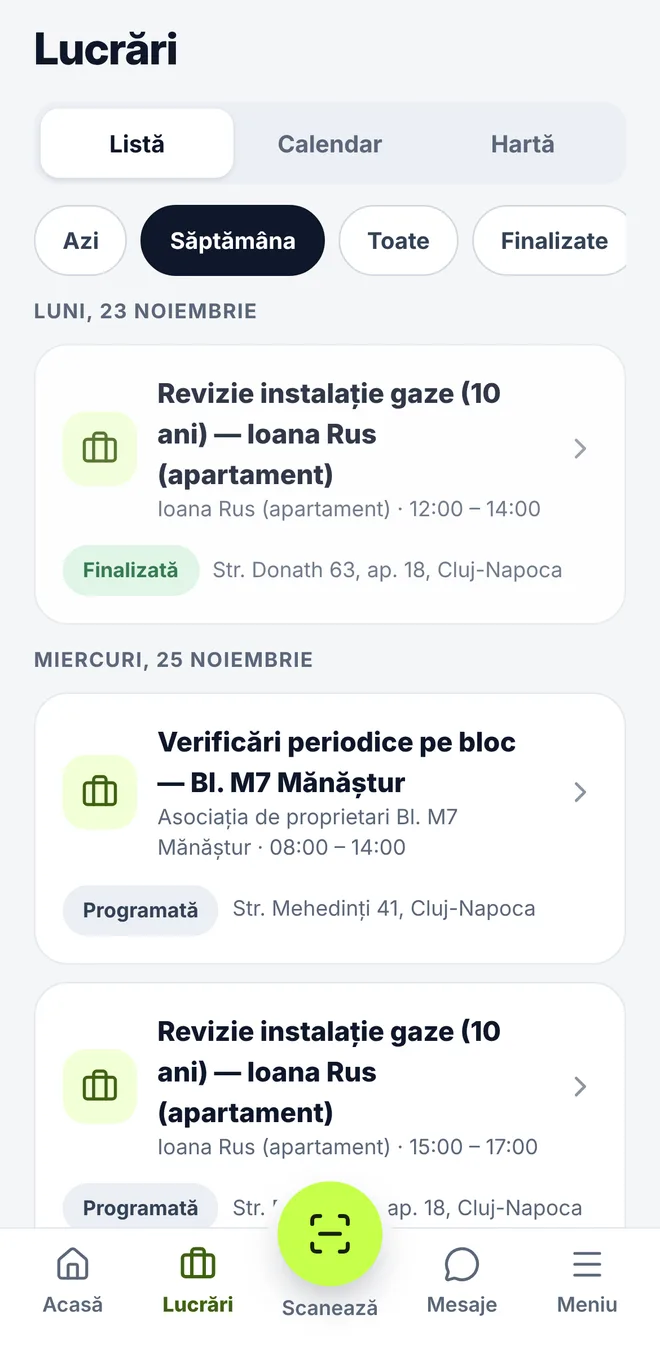 Lucrări
Listă
Calendar
Hartă
Azi
Săptămâna
Toate
Finalizate
LUNI, 23 NOIEMBRIE
Revizie instalație gaze (10
ani) — Ioana Rus
(apartament)
Ioana Rus (apartament) · 12:00 – 14:00
Finalizată
Str. Donath 63, ap. 18, Cluj-Napoca
MIERCURI, 25 NOIEMBRIE
Verificări periodice pe bloc
— Bl. M7 Mănăștur
Asociația de proprietari Bl. M7
Mănăștur · 08:00 – 14:00
Programată
Str. Mehedinți 41, Cluj-Napoca
Revizie instalație gaze (10
ani) — Ioana Rus
(apartament)
Ioana Rus (apartament) · 15:00 – 17:00
Programată
Str. ap. 18, Cluj-Napoca
Acasă
Lucrări
Scanează
Mesaje
Meniu